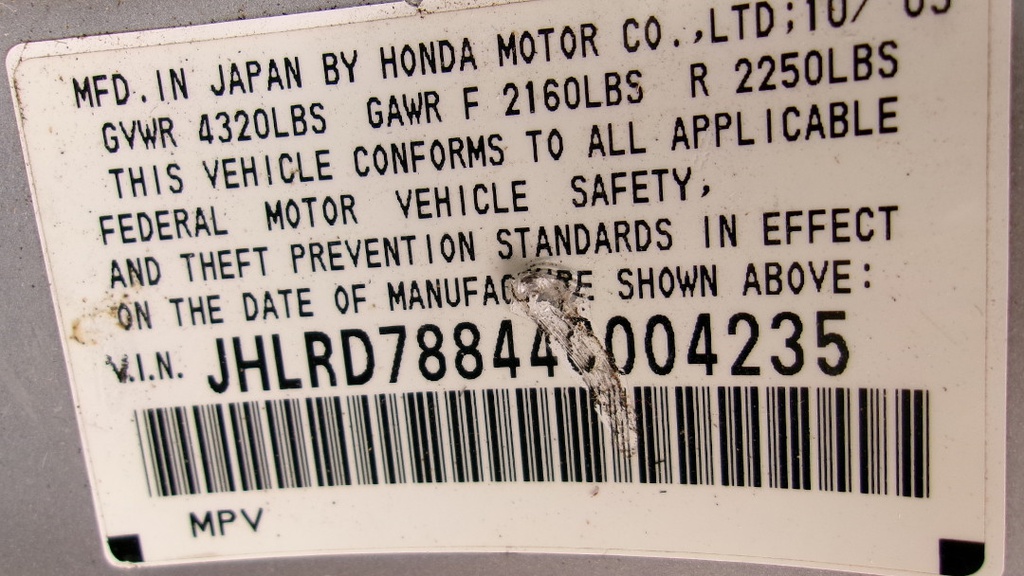 MFD.IN JAPAN BY HONDA MOTOR CO.,LTD;10/
GVWR 4320LBS GAWR F 2160LBS R 2250LBS
THIS VEHICLE CONFORMS TO ALL APPLICABLE
FEDERAL MOTOR VEHICLE SAFETY,
AND THEFT PREVENTION STANDARDS IN EFFECT
ON THE DATE OF MANUFACTURE SHOWN ABOVE:
V.I.N. JHLRD78844 004235
MPV